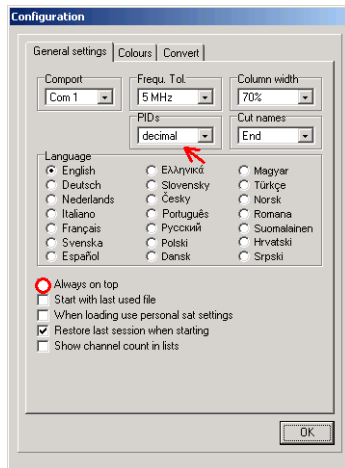 Configuration
General settings Colours Convert
Comport Frequ. Tol. Column width
Com 1 5 MHz 70%
PIDs Cut names
decimal End
Language
English Ελληνικά Magyar
Deutsch Slovensky Türkçe
Nederlands Česky Norsk
Italiano Português Romana
Français Русский Suomalainen
Svenska Polski Hrvatski
Español Dansk Srpski
Always on top
Start with last used file
When loading use personal sat settings
Restore last session when starting
Show channel count in lists
OK